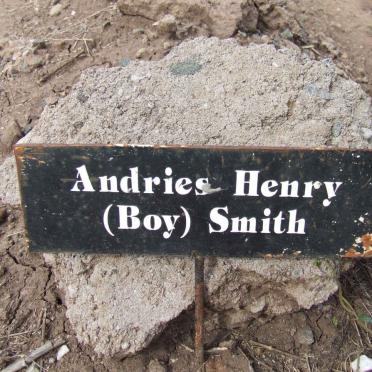 Andries Henry
(Boy) Smith